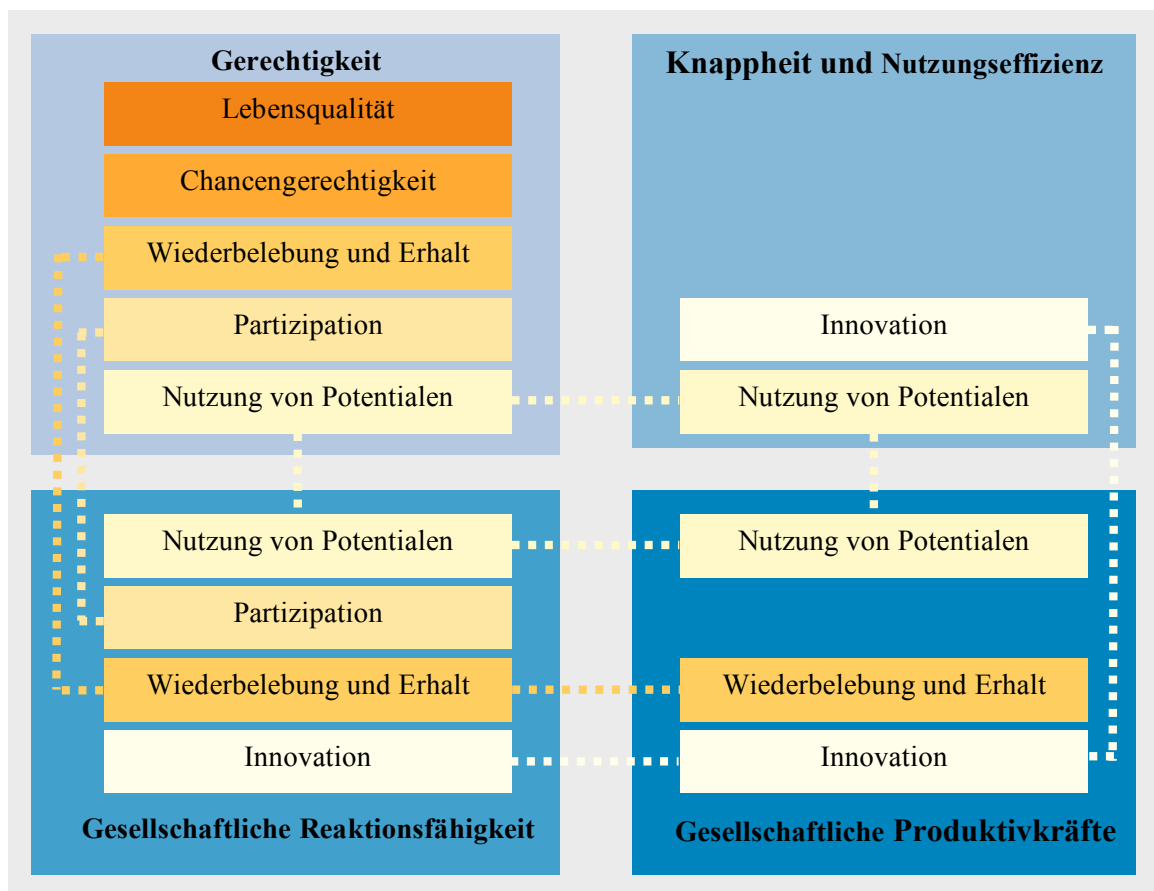 Gerechtigkeit
Lebensqualität
Chancengerechtigkeit
Wiederbelebung und Erhalt
Partizipation
Nutzung von Potentialen
Knappheit und Nutzungseffizienz
Innovation
Nutzung von Potentialen
Nutzung von Potentialen
Partizipation
Wiederbelebung und Erhalt
Innovation
Gesellschaftliche Reaktionsfähigkeit
Nutzung von Potentialen
Wiederbelebung und Erhalt
Innovation
Gesellschaftliche Produktivkräfte